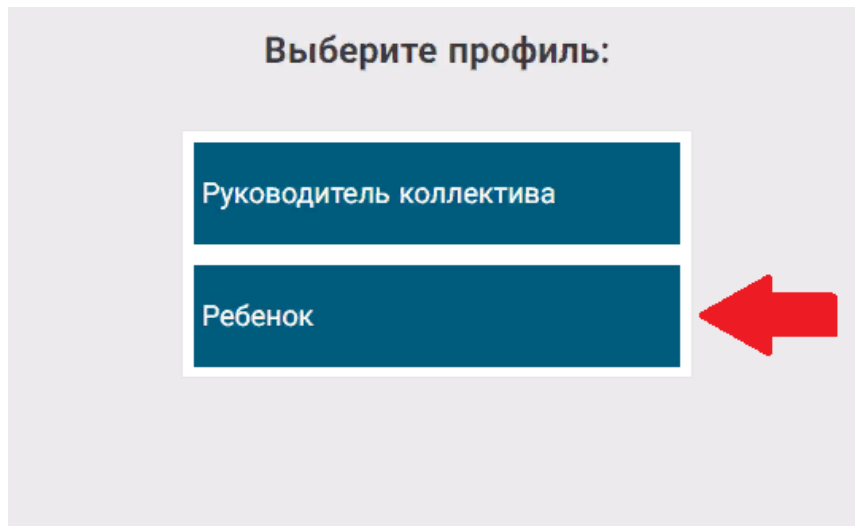 Выберите профиль:
Руководитель коллектива
Ребенок